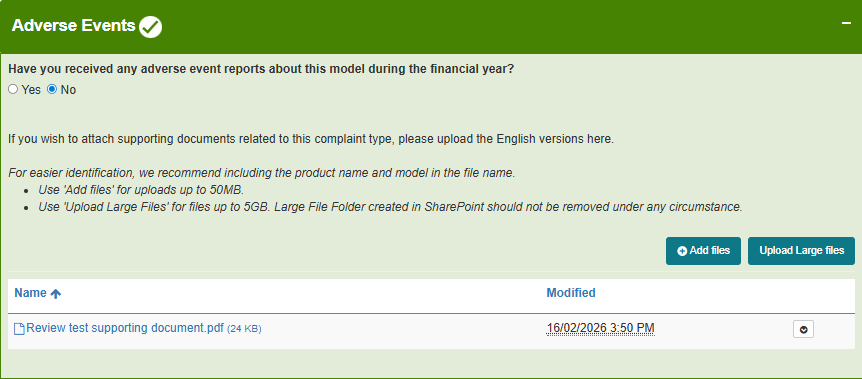 Adverse Events
Have you received any adverse event reports about this model during the financial year?
Yes No
If you wish to attach supporting documents related to this complaint type, please upload the English versions here.
For easier identification, we recommend including the product name and model in the file name.
• Use 'Add files' for uploads up to 50MB.
• Use 'Upload Large Files' for files up to 5GB. Large File Folder created in SharePoint should not be removed under any circumstance.
Add files Upload Large files
Name Modified
Review test supporting document.pdf (24 KB) 16/02/2026 3:50 PM